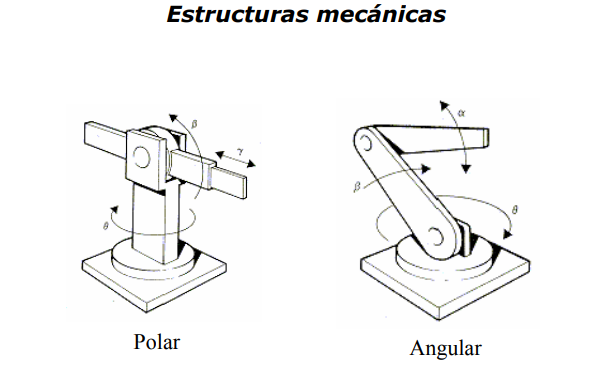 Estructuras mecánicas
β
γ
θ
Polar
α
β
θ
Angular